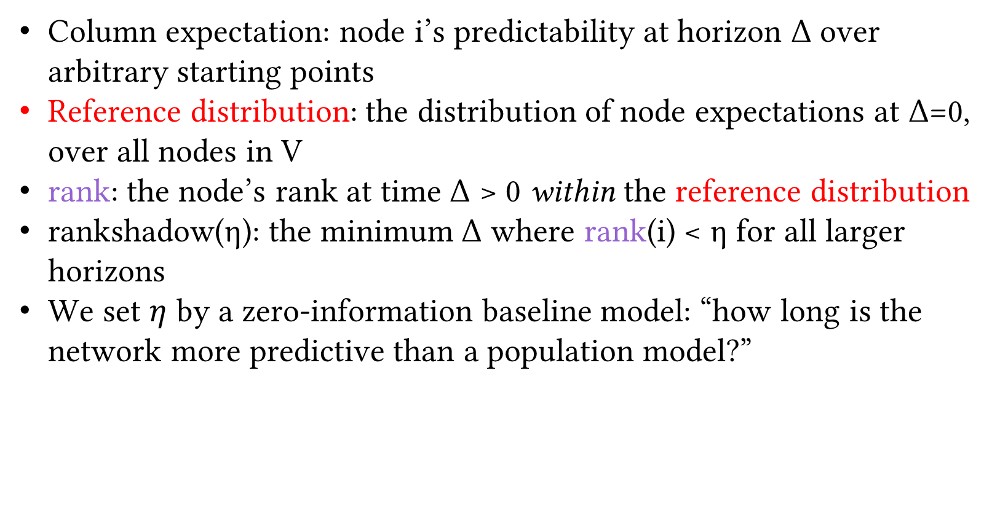 • Column expectation: node i’s predictability at horizon Δ over
arbitrary starting points
• Reference distribution: the distribution of node expectations at Δ=0,
over all nodes in V
• rank: the node’s rank at time Δ > 0 within the reference distribution
• rankshadow(η): the minimum Δ where rank(i) < η for all larger
horizons
• We set η by a zero-information baseline model: “how long is the
network more predictive than a population model?”